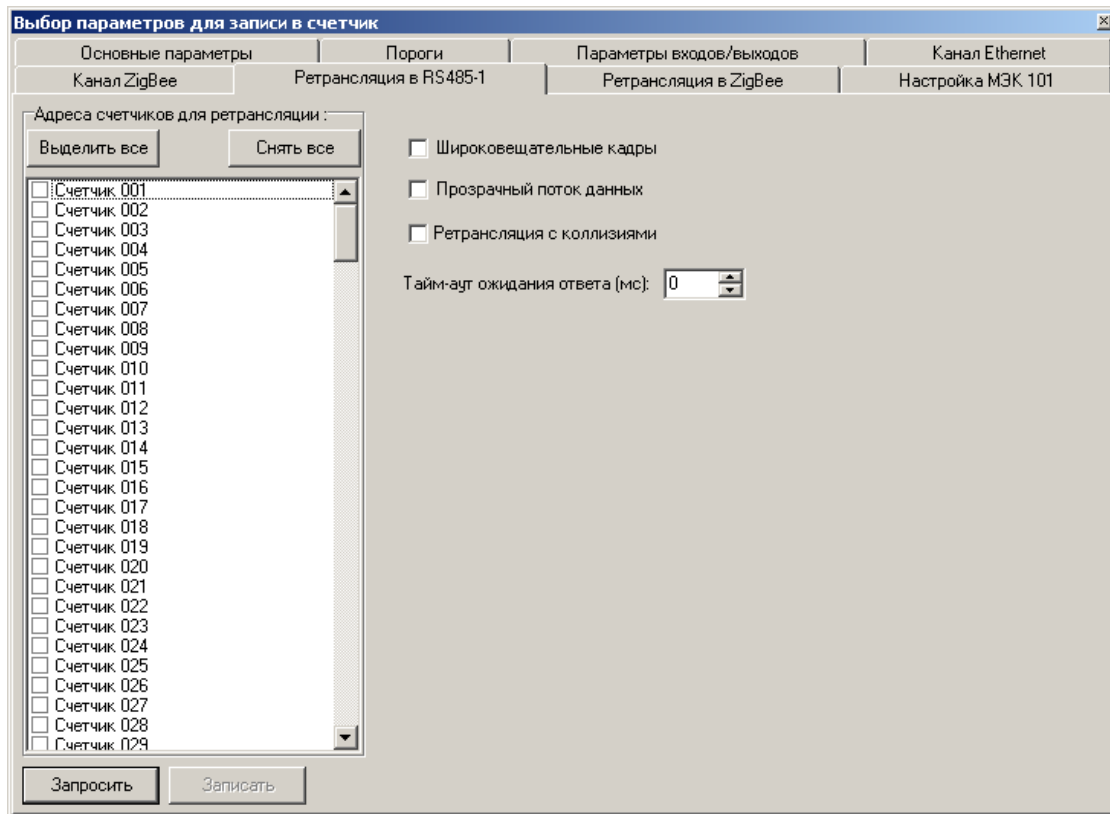 Выбор параметров для записи в счетчик
Основные параметры
Пороги
Параметры входов/выходов
Канал Ethernet
Канал ZigBee
Ретрансляция в RS485-1
Ретрансляция в ZigBee
Настройка МЭК 101
Адреса счетчиков для ретрансляции :
Выделить все
Снять все
Счетчик 001
Счетчик 002
Счетчик 003
Счетчик 004
Счетчик 005
Счетчик 006
Счетчик 007
Счетчик 008
Счетчик 009
Счетчик 010
Счетчик 011
Счетчик 012
Счетчик 013
Счетчик 014
Счетчик 015
Счетчик 016
Счетчик 017
Счетчик 018
Счетчик 019
Счетчик 020
Счетчик 021
Счетчик 022
Счетчик 023
Счетчик 024
Счетчик 025
Счетчик 026
Счетчик 027
Счетчик 028
Счетчик 029
Широковещательные кадры
Прозрачный поток данных
Ретрансляция с коллизиями
Тайм-аут ожидания ответа (мс): 0
Запросить
Записать